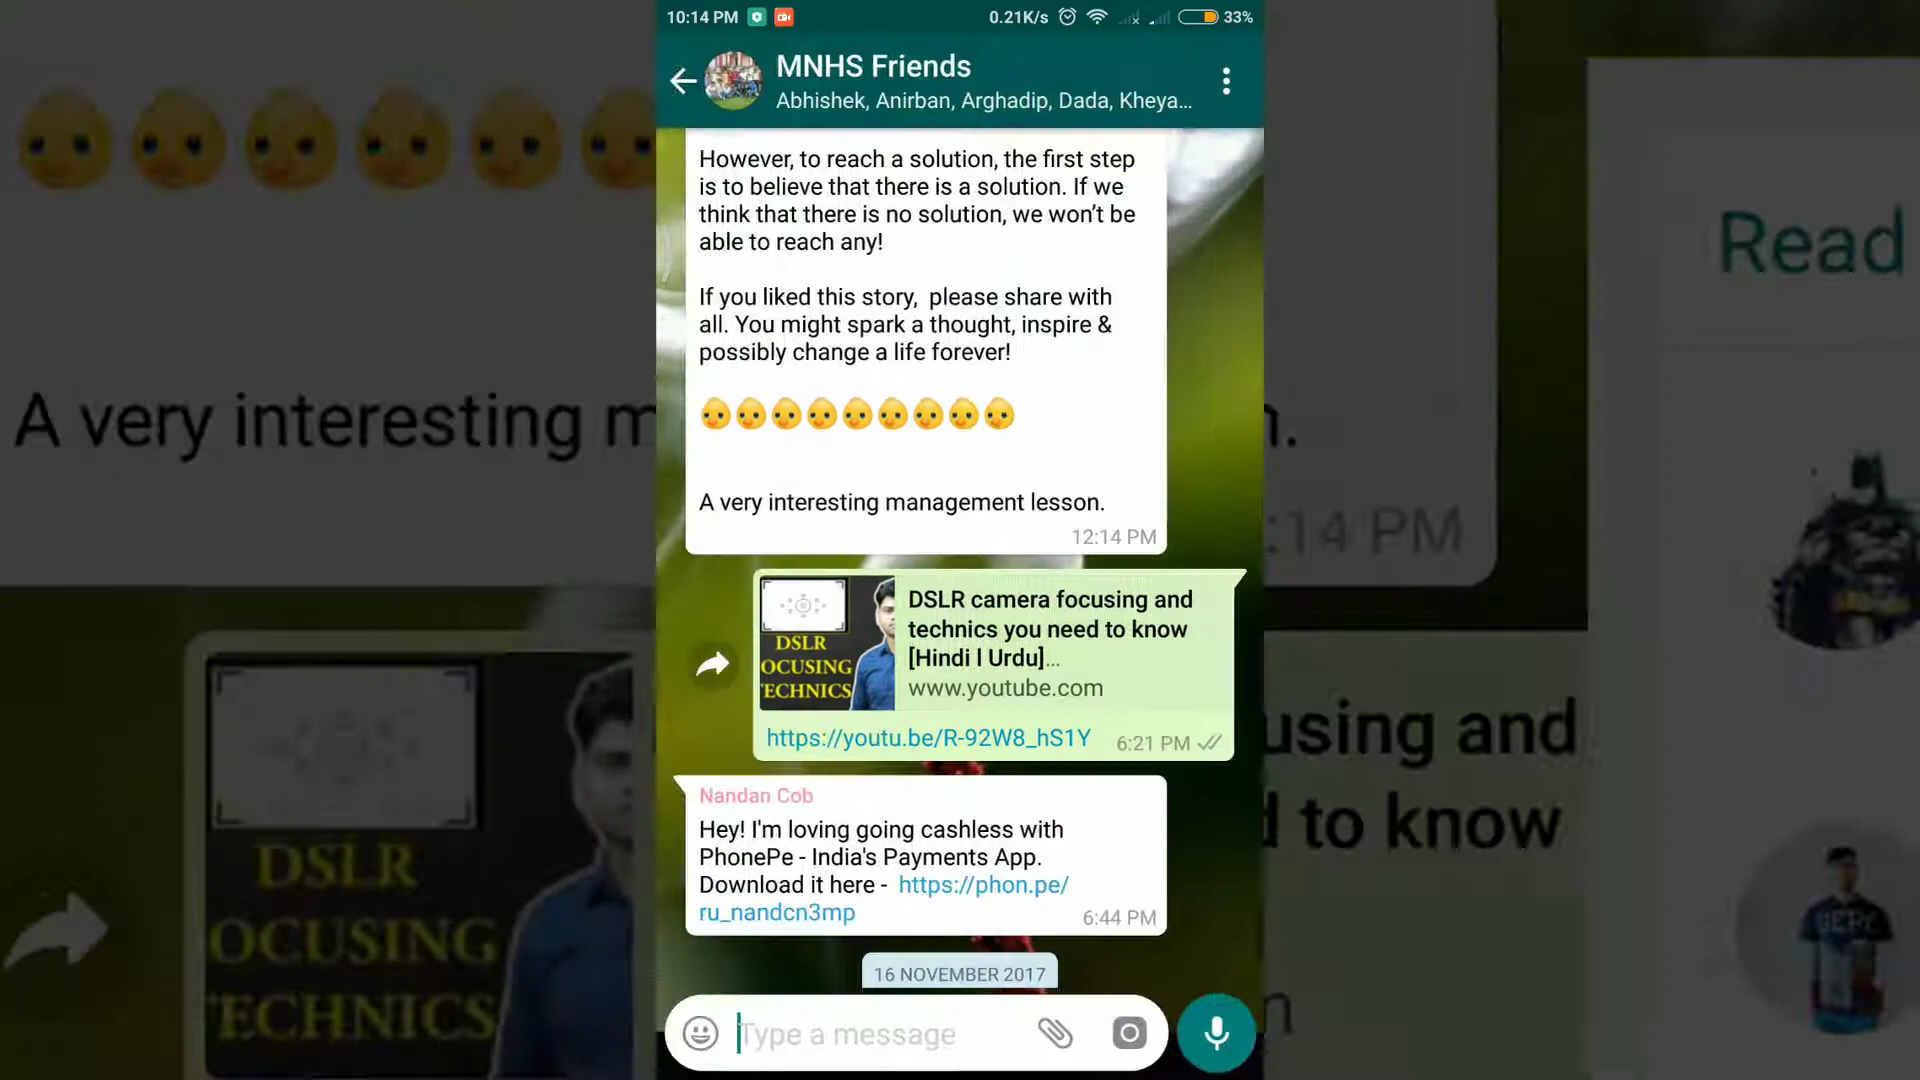 10:14 PM
0.21K/s
33%
MNHS Friends
Abhishek, Anirban, Arghadip, Dada, Kheya...
However, to reach a solution, the first step
is to believe that there is a solution. If we
think that there is no solution, we won't be
able to reach any!
If you liked this story,  please share with
all. You might spark a thought, inspire &
possibly change a life forever!
A very interesting management lesson.
12:14 PM
DSLR
OCUSING
TECHNICS
DSLR camera focusing and
technics you need to know
[Hindi l Urdu]...
www.youtube.com
https://youtu.be/R-92W8_hS1Y
6:21 PM
Nandan Cob
Hey! I'm loving going cashless with
PhonePe - India's Payments App.
Download it here -  https://phon.pe/
ru_nandcn3mp
6:44 PM
16 NOVEMBER 2017
Type a message
A very interesting m
n.
:14 PM
Read
DSLR
OCUSING
TECHNICS
using and
d to know